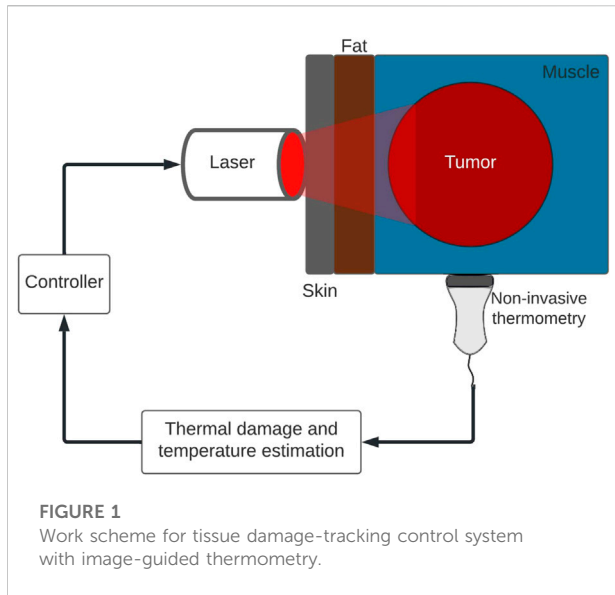 Fat
Muscle
Laser
Tumor
Controller
Skin
Non-invasive
thermometry
Thermal damage and
temperature estimation
FIGURE 1
Work scheme for tissue damage-tracking control system
with image-guided thermometry.